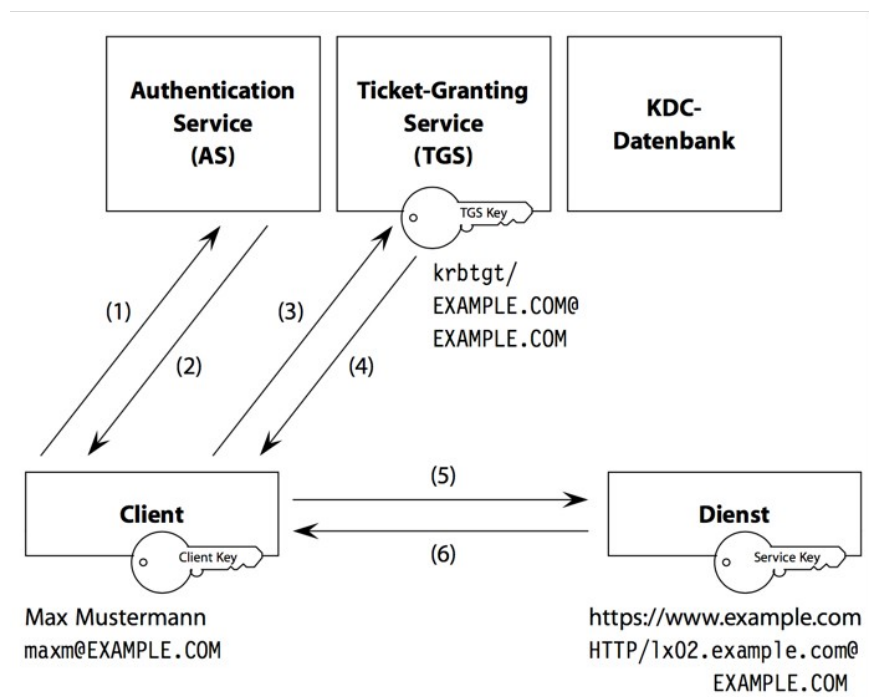 Authentication
Service
(AS)
Ticket-Granting
Service
(TGS)
KDC-
Datenbank
TGS Key
krbtgt/
EXAMPLE.COM@
EXAMPLE.COM
(1)
(2)
(3)
(4)
Client
Client Key
Max Mustermann
maxm@EXAMPLE.COM
(5)
(6)
Dienst
Service Key
https://www.example.com
HTTP/lx02.example.com@
EXAMPLE.COM